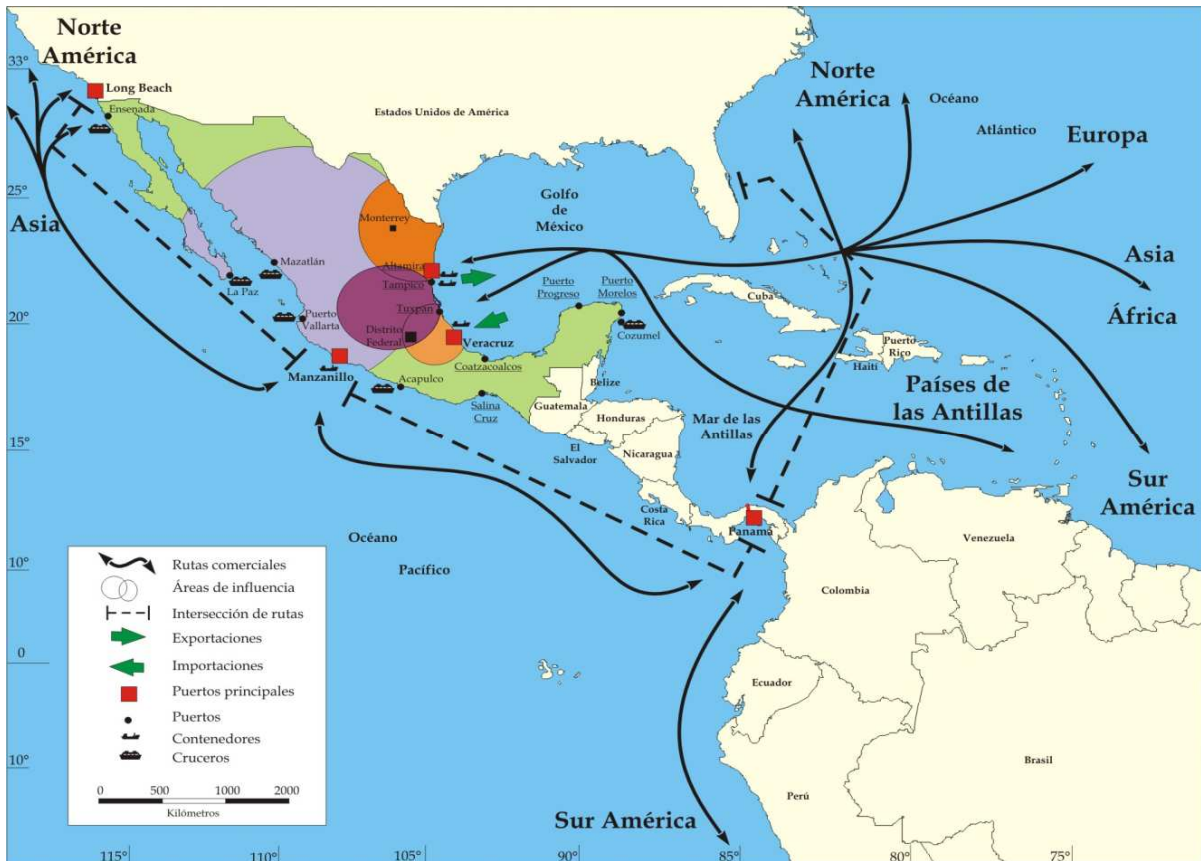 Norte
América
33°
Long Beach
Ensenada
Estados Unidos de América
Norte
América
Océano
Atlántico
Europa
25°
Golfo
de
México
Monterrey
Asia
Asia
Mazatlán
La Paz
Altamira
Tampico
Puerto
Progreso
Puerto
Morelos
Cuba
África
20°
Puerto
Vallarta
Tuxpán
Distrito
Federal
Veracruz
Cozumel
Haití
Puerto
Rico
Manzanillo
Coatzacoalcos
Acapulco
Belize
Países de
las Antillas
Salina
Cruz
Guatemala
Honduras
Mar de las
Antillas
15°
El
Salvador
Nicaragua
Sur
América
Costa
Rica
Panamá
Venezuela
Océano
Pacífico
10°
Colombia
Rutas comerciales
Áreas de influencia
Intersección de rutas
Exportaciones
Importaciones
Puertos principales
Puertos
Contenedores
Cruceros
0 500 1000 2000
Kilómetros
0
Ecuador
10°
Brasil
Perú
Sur América
115° 110° 105° 90° 85° 80° 75°